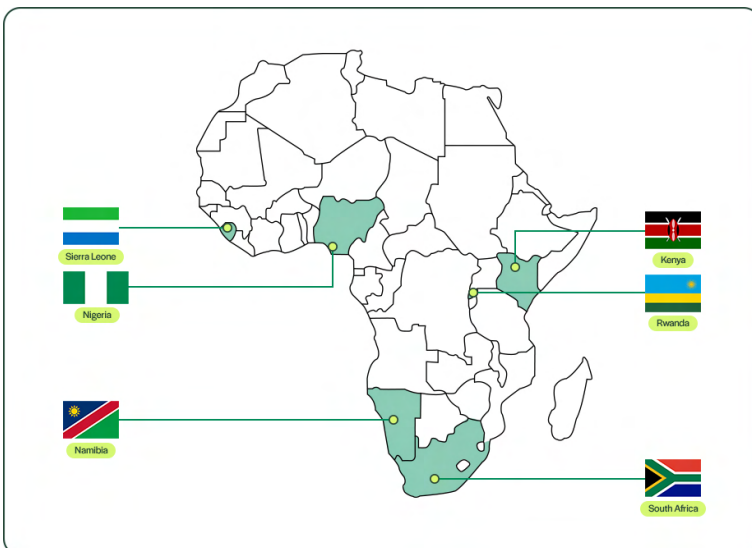 Sierra Leone
Kenya
Nigeria
Rwanda
Namibia
South Africa